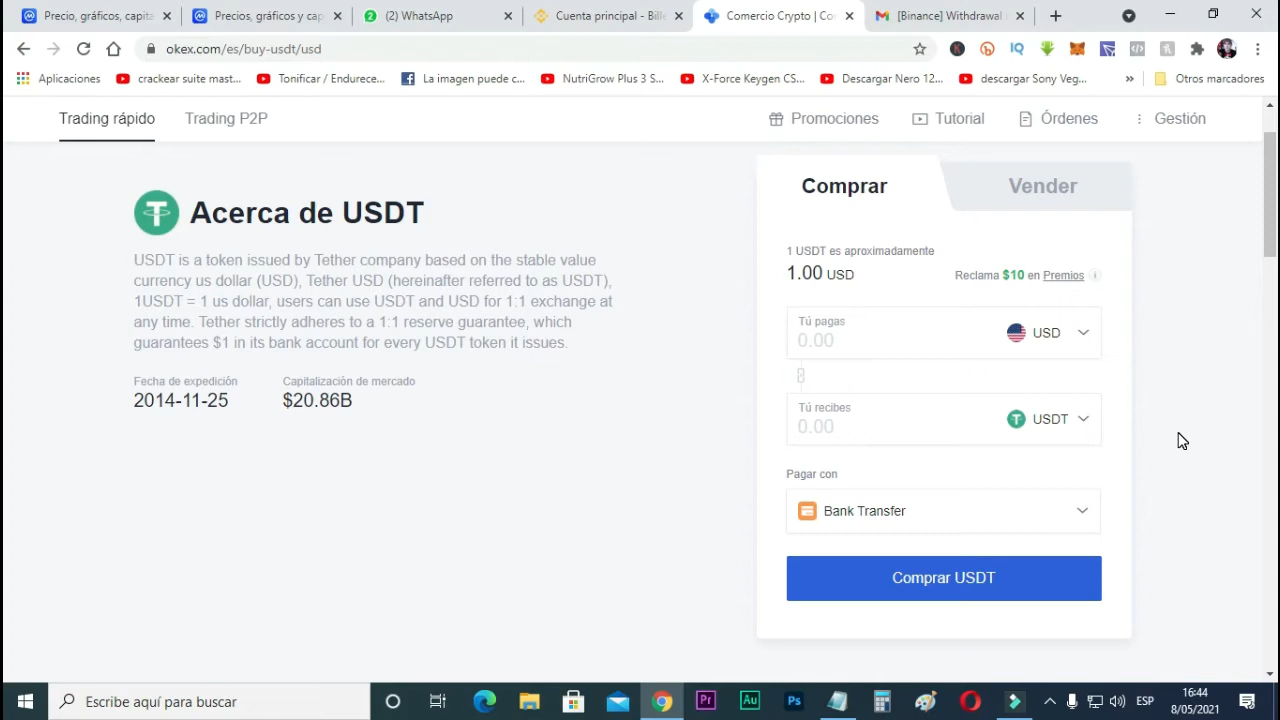 Precio, gráficos, capita
Precios, gráficos y cap
(2) WhatsApp
Cuenta principal - Bille
Comercio Crypto | Co
[Binance] Withdrawal
okex.com/es/buy-usdt/usd
Aplicaciones
crackear suite mast...
Tonificar / Endurece...
La imagen puede c...
NutriGrow Plus 3 S...
X-Force Keygen CS...
Descargar Nero 12...
descargar Sony Veg...
»
Otros marcadores
Trading rápido
Trading P2P
Promociones
Tutorial
Órdenes
Gestión
Acerca de USDT
USDT is a token issued by Tether company based on the stable value
currency us dollar (USD), Tether USD (hereinafter referred to as USDT),
1USDT = 1 us dollar, users can use USDT and USD for 1:1 exchange at
any time. Tether strictly adheres to a 1:1 reserve guarantee, which
guarantees $1 in its bank account for every USDT token it issues.
Fecha de expedición
2014-11-25
Capitalización de mercado
$20.86B
Comprar
Vender
1 USDT es aproximadamente
1.00 USD
Reclama $10 en Premios
Tú pagas
0.00
USD
Tú recibes
0.00
USDT
Pagar con
Bank Transfer
Comprar USDT
Escribe aquí para buscar
Pr
Au
Ps
ESP
16:44
8/05/2021